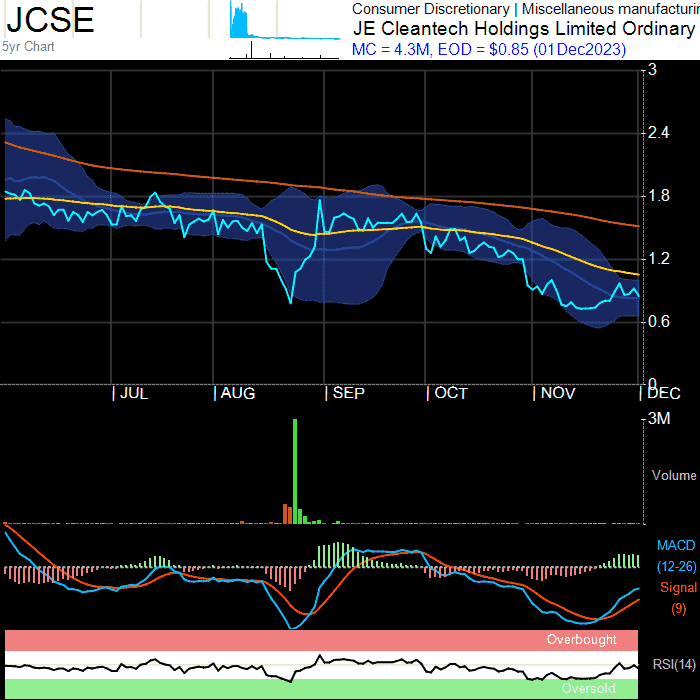 JCSE
5yr Chart
Consumer Discretionary | Miscellaneous manufacturin
JE Cleantech Holdings Limited Ordinary
MC = 4.3M, EOD = $0.85 (01Dec2023)
3
2.4
1.8
1.2
0.6
0
JUL AUG SEP OCT NOV DEC
3M
Volume
MACD
(12-26)
Signal
(9)
Overbought
RSI(14)
Oversold